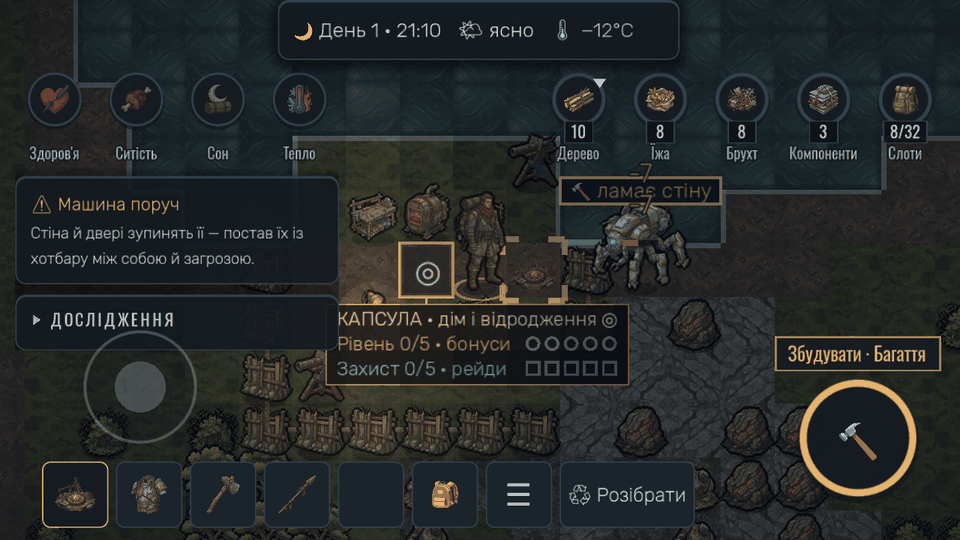 День 1 • 21:10 ясно −12°C
10
8
8
3
8/32
Здоров'я
Ситість
Сон
Тепло
Дерево
Їжа
Брухт
Компоненти
Слоти
-7
ламає стіну
-7
Машина поруч
Стіна й двері зупинять її — постав їх із
хотбару між собою й загрозою.
ДОСЛІДЖЕННЯ
КАПСУЛА • дім і відродження
Рівень 0/5 • бонуси
Захист 0/5 • рейди
Збудувати · Багаття
Розібрати